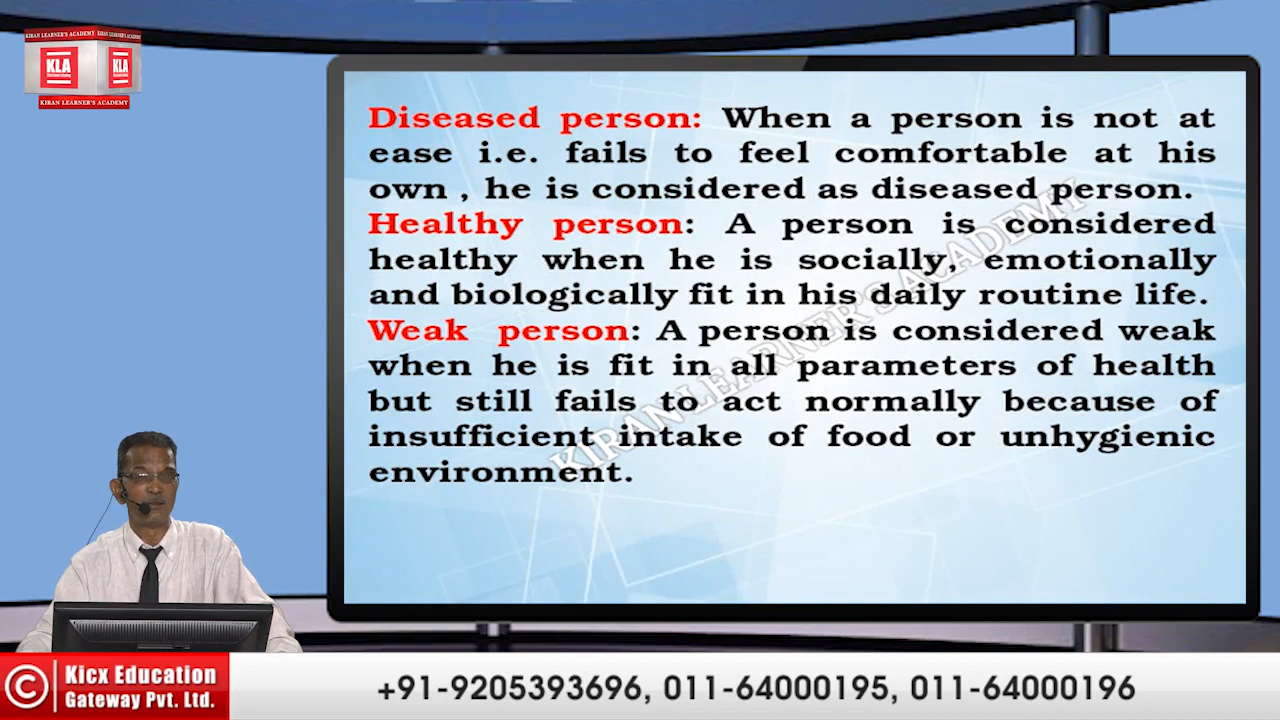 KIRAN LEARNER'S ACADEMY KIRAN LEARNER'S ACADEMY
KLA KLA
KIRAN LEARNER'S ACADEMY
Diseased person: When a person is not at
ease i.e. fails to feel comfortable at his
own , he is considered as diseased person.
Healthy person: A person is considered
healthy when he is socially, emotionally
and biologically fit in his daily routine life.
Weak person: A person is considered weak
when he is fit in all parameters of health
but still fails to act normally because of
insufficient intake of food or unhygienic
environment.
KIRAN LEARNER'S ACADEMY
© Kicx Education
Gateway Pvt. Ltd.
+91-9205393696, 011-64000195, 011-64000196